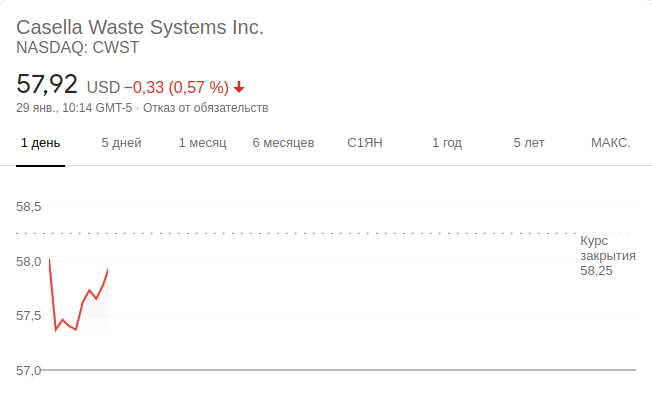 Casella Waste Systems Inc.
NASDAQ: CWST
57,92 USD −0,33 (0,57 %)
29 янв., 10:14 GMT-5 · Отказ от обязательств
1 день 5 дней 1 месяц 6 месяцев С1ЯН 1 год 5 лет МАКС.
58,5
Курс
закрытия
58,25
58,0
57,5
57,0